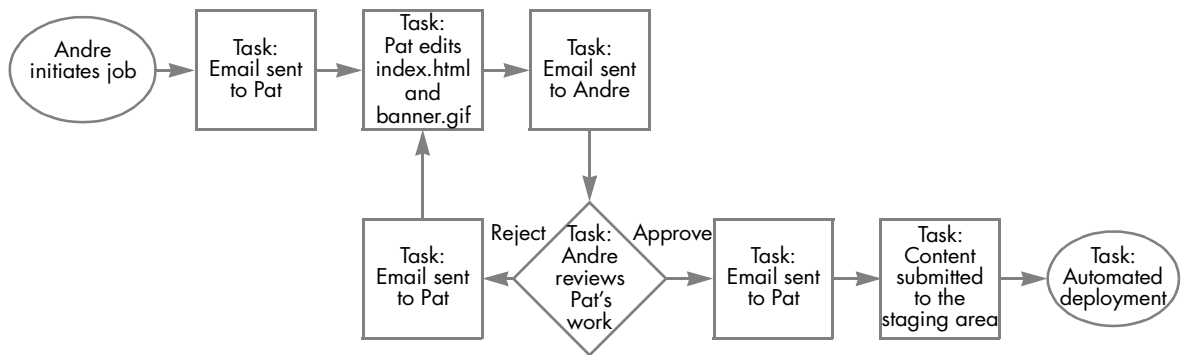 Andre
initiates job
Task:
Email sent
to Pat
Task:
Pat edits
index.html
and
banner.gif
Task:
Email sent
to Andre
Reject
Approve
Task:
Email sent
to Pat
Task:
Andre
reviews
Pat's
work
Task:
Email sent
to Pat
Task:
Content
submitted
to the
staging area
Task:
Automated
deployment